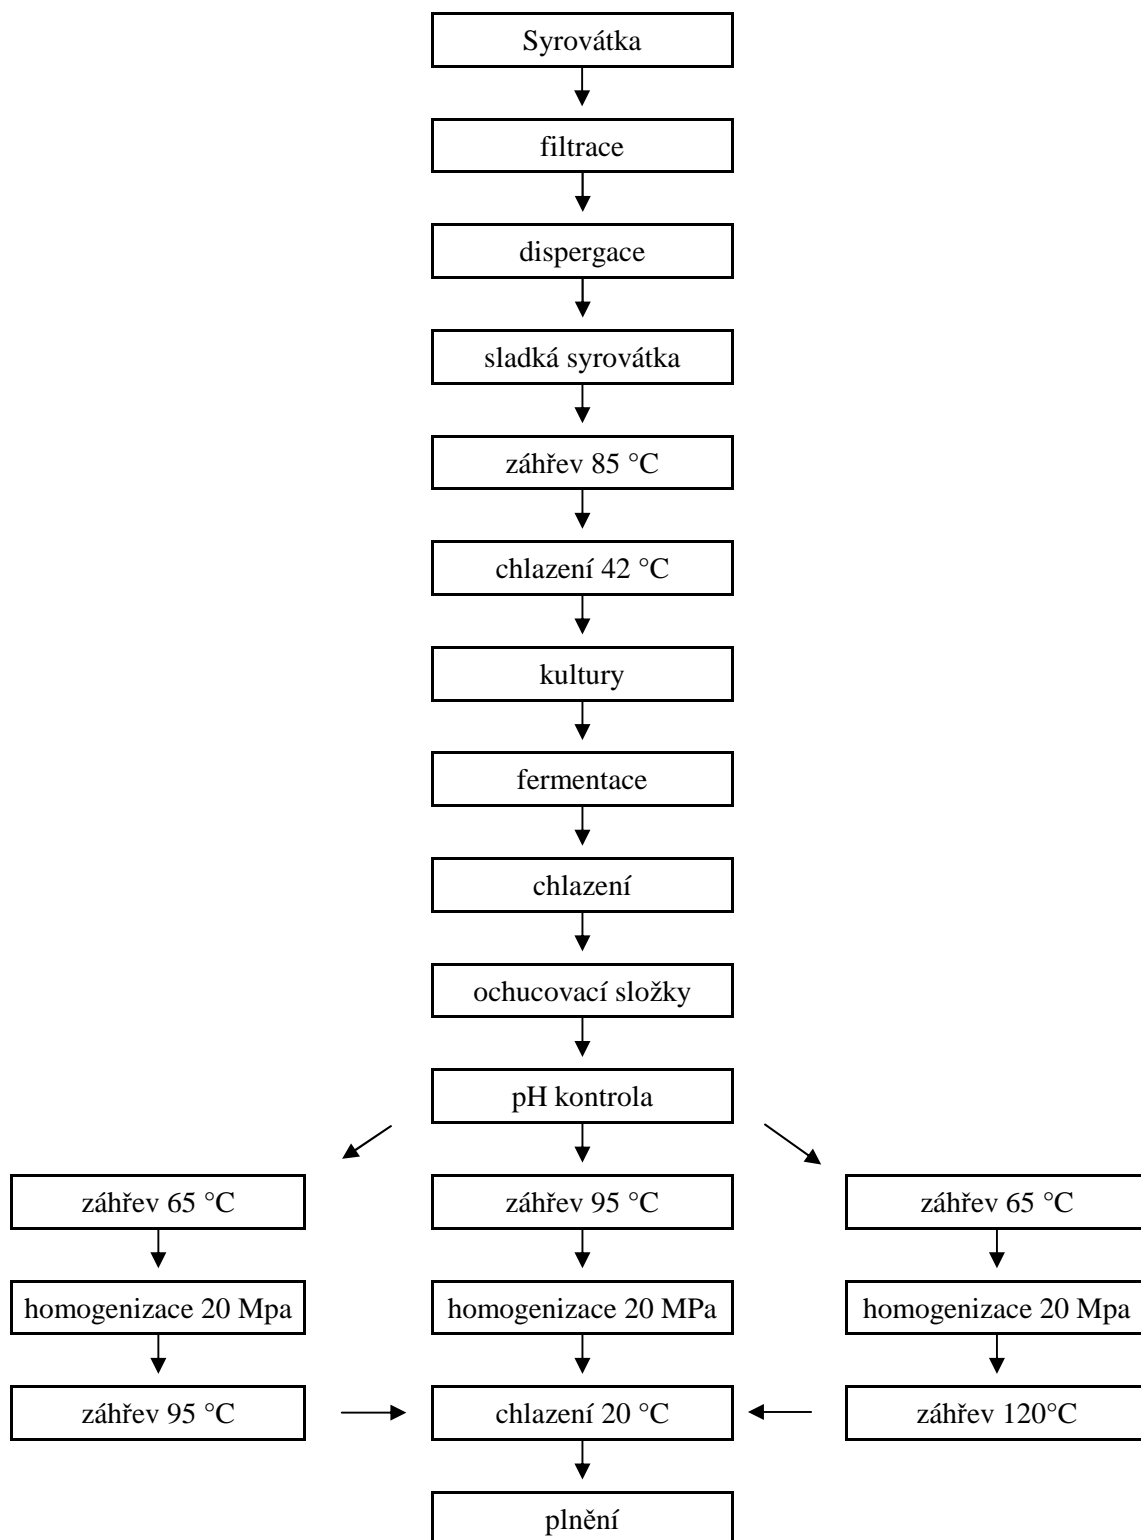 Syrovátka
filtrace
dispergace
sladká syrovátka
záhřev 85 °C
chlazení 42 °C
kultury
fermentace
chlazení
ochucovací složky
pH kontrola
záhřev 65 °C
záhřev 95 °C
záhřev 65 °C
homogenizace 20 Mpa
homogenizace 20 MPa
homogenizace 20 Mpa
záhřev 95 °C
chlazení 20 °C
záhřev 120°C
plnění